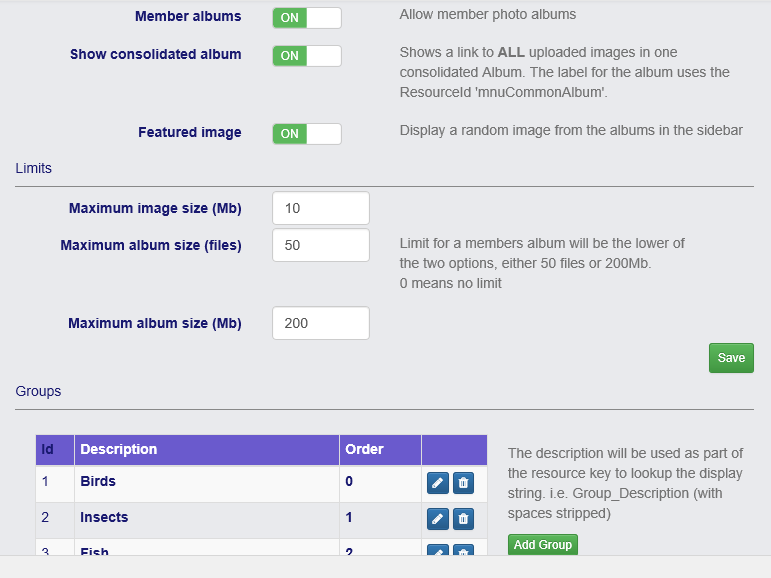 Member albums ON Allow member photo albums
Show consolidated album ON Shows a link to ALL uploaded images in one
consolidated Album. The label for the album uses the
ResourceId 'mnuCommonAlbum'.
Featured image ON Display a random image from the albums in the sidebar
Limits
Maximum image size (Mb) 10
Maximum album size (files) 50 Limit for a members album will be the lower of
the two options, either 50 files or 200Mb.
0 means no limit
Maximum album size (Mb) 200
Save
Groups
Id Description Order
The description will be used as part of
the resource key to lookup the display
string. i.e. Group_Description (with
spaces stripped)
1 Birds 0
2 Insects 1
3 Fish 2
Add Group